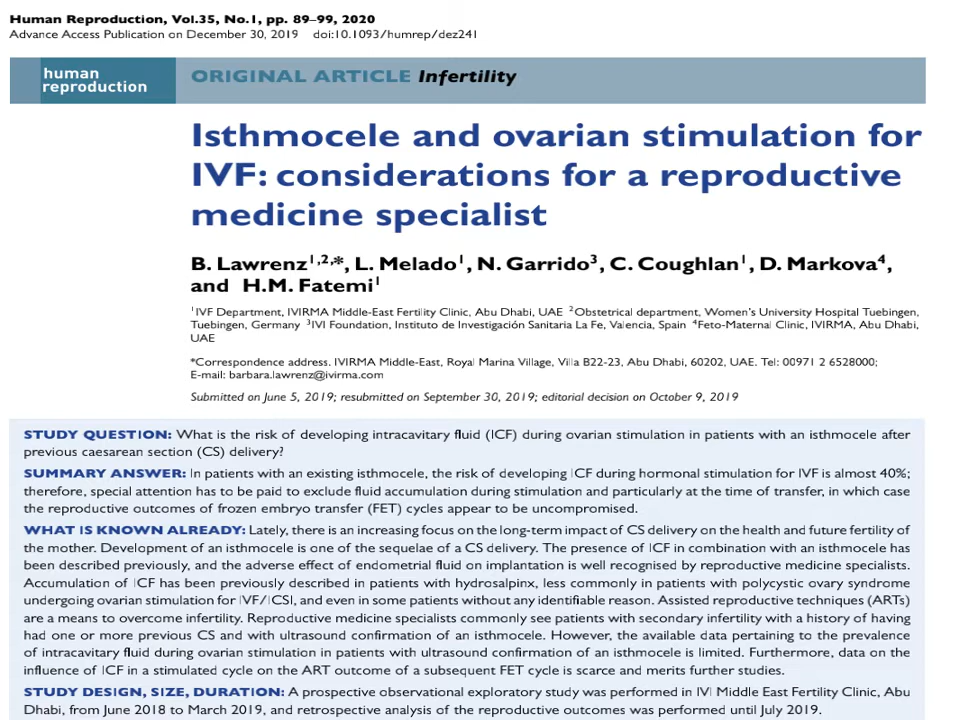 Human Reproduction, Vol.35, No.1, pp. 89–99, 2020
Advance Access Publication on December 30, 2019 doi:10.1093/humrep/dez241
human
reproduction
ORIGINAL ARTICLE Infertility
Isthmocele and ovarian stimulation for
IVF: considerations for a reproductive
medicine specialist
B. Lawrenz1,2,*, L. Melado1, N. Garrido3, C. Coughlan1, D. Markova4,
and H.M. Fatemi1
1IVF Department, IVIRMA Middle-East Fertility Clinic, Abu Dhabi, UAE 2Obstetrical department, Women's University Hospital Tuebingen,
Tuebingen, Germany 3IVI Foundation, Instituto de Investigación Sanitaria La Fe, Valencia, Spain 4Feto-Maternal Clinic, IVIRMA, Abu Dhabi,
UAE
*Correspondence address. IVIRMA Middle-East, Royal Marina Village, Villa B22-23, Abu Dhabi, 60202, UAE. Tel: 00971 2 6528000;
E-mail: barbara.lawrenz@ivirma.com
Submitted on June 5, 2019; resubmitted on September 30, 2019; editorial decision on October 9, 2019
STUDY QUESTION: What is the risk of developing intracavitary fluid (ICF) during ovarian stimulation in patients with an isthmocele after
previous caesarean section (CS) delivery?
SUMMARY ANSWER: In patients with an existing isthmocele, the risk of developing ICF during hormonal stimulation for IVF is almost 40%;
therefore, special attention has to be paid to exclude fluid accumulation during stimulation and particularly at the time of transfer, in which case
the reproductive outcomes of frozen embryo transfer (FET) cycles appear to be uncompromised.
WHAT IS KNOWN ALREADY: Lately, there is an increasing focus on the long-term impact of CS delivery on the health and future fertility of
the mother. Development of an isthmocele is one of the sequelae of a CS delivery. The presence of ICF in combination with an isthmocele has
been described previously, and the adverse effect of endometrial fluid on implantation is well recognised by reproductive medicine specialists.
Accumulation of ICF has been previously described in patients with hydrosalpinx, less commonly in patients with polycystic ovary syndrome
undergoing ovarian stimulation for IVF/ICSI, and even in some patients without any identifiable reason. Assisted reproductive techniques (ARTs)
are a means to overcome infertility. Reproductive medicine specialists commonly see patients with secondary infertility with a history of having
had one or more previous CS and with ultrasound confirmation of an isthmocele. However, the available data pertaining to the prevalence
of intracavitary fluid during ovarian stimulation in patients with ultrasound confirmation of an isthmocele is limited. Furthermore, data on the
influence of ICF in a stimulated cycle on the ART outcome of a subsequent FET cycle is scarce and merits further studies.
STUDY DESIGN, SIZE, DURATION: A prospective observational exploratory study was performed in IVI Middle East Fertility Clinic, Abu
Dhabi, from June 2018 to March 2019, and retrospective analysis of the reproductive outcomes was performed until July 2019.